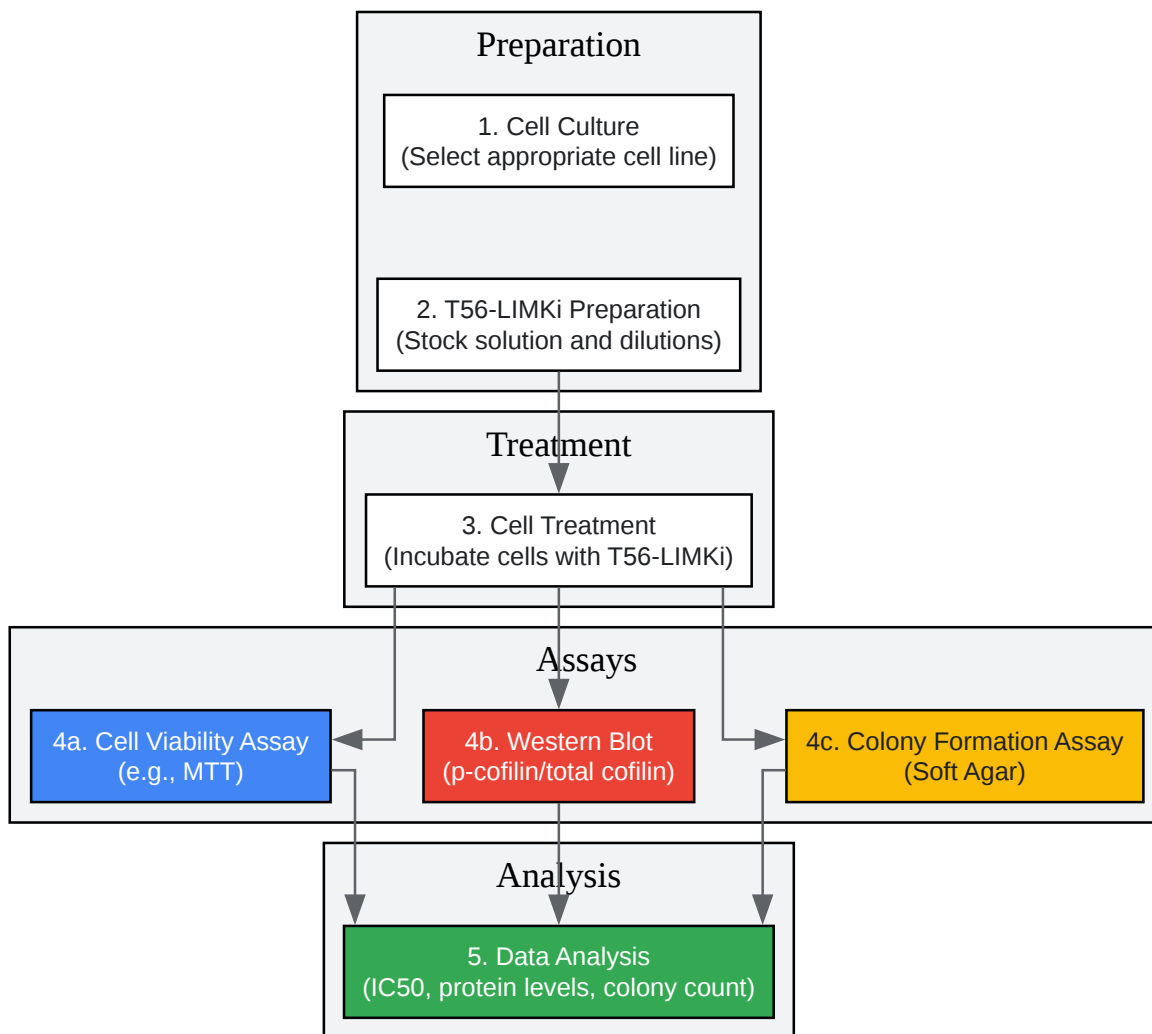 Preparation
1. Cell Culture
(Select appropriate cell line)
2. T56-LIMKi Preparation
(Stock solution and dilutions)
Treatment
3. Cell Treatment
(Incubate cells with T56-LIMKi)
Assays
4a. Cell Viability Assay
(e.g., MTT)
4b. Western Blot
(p-cofilin/total cofilin)
4c. Colony Formation Assay
(Soft Agar)
Analysis
5. Data Analysis
(IC50, protein levels, colony count)